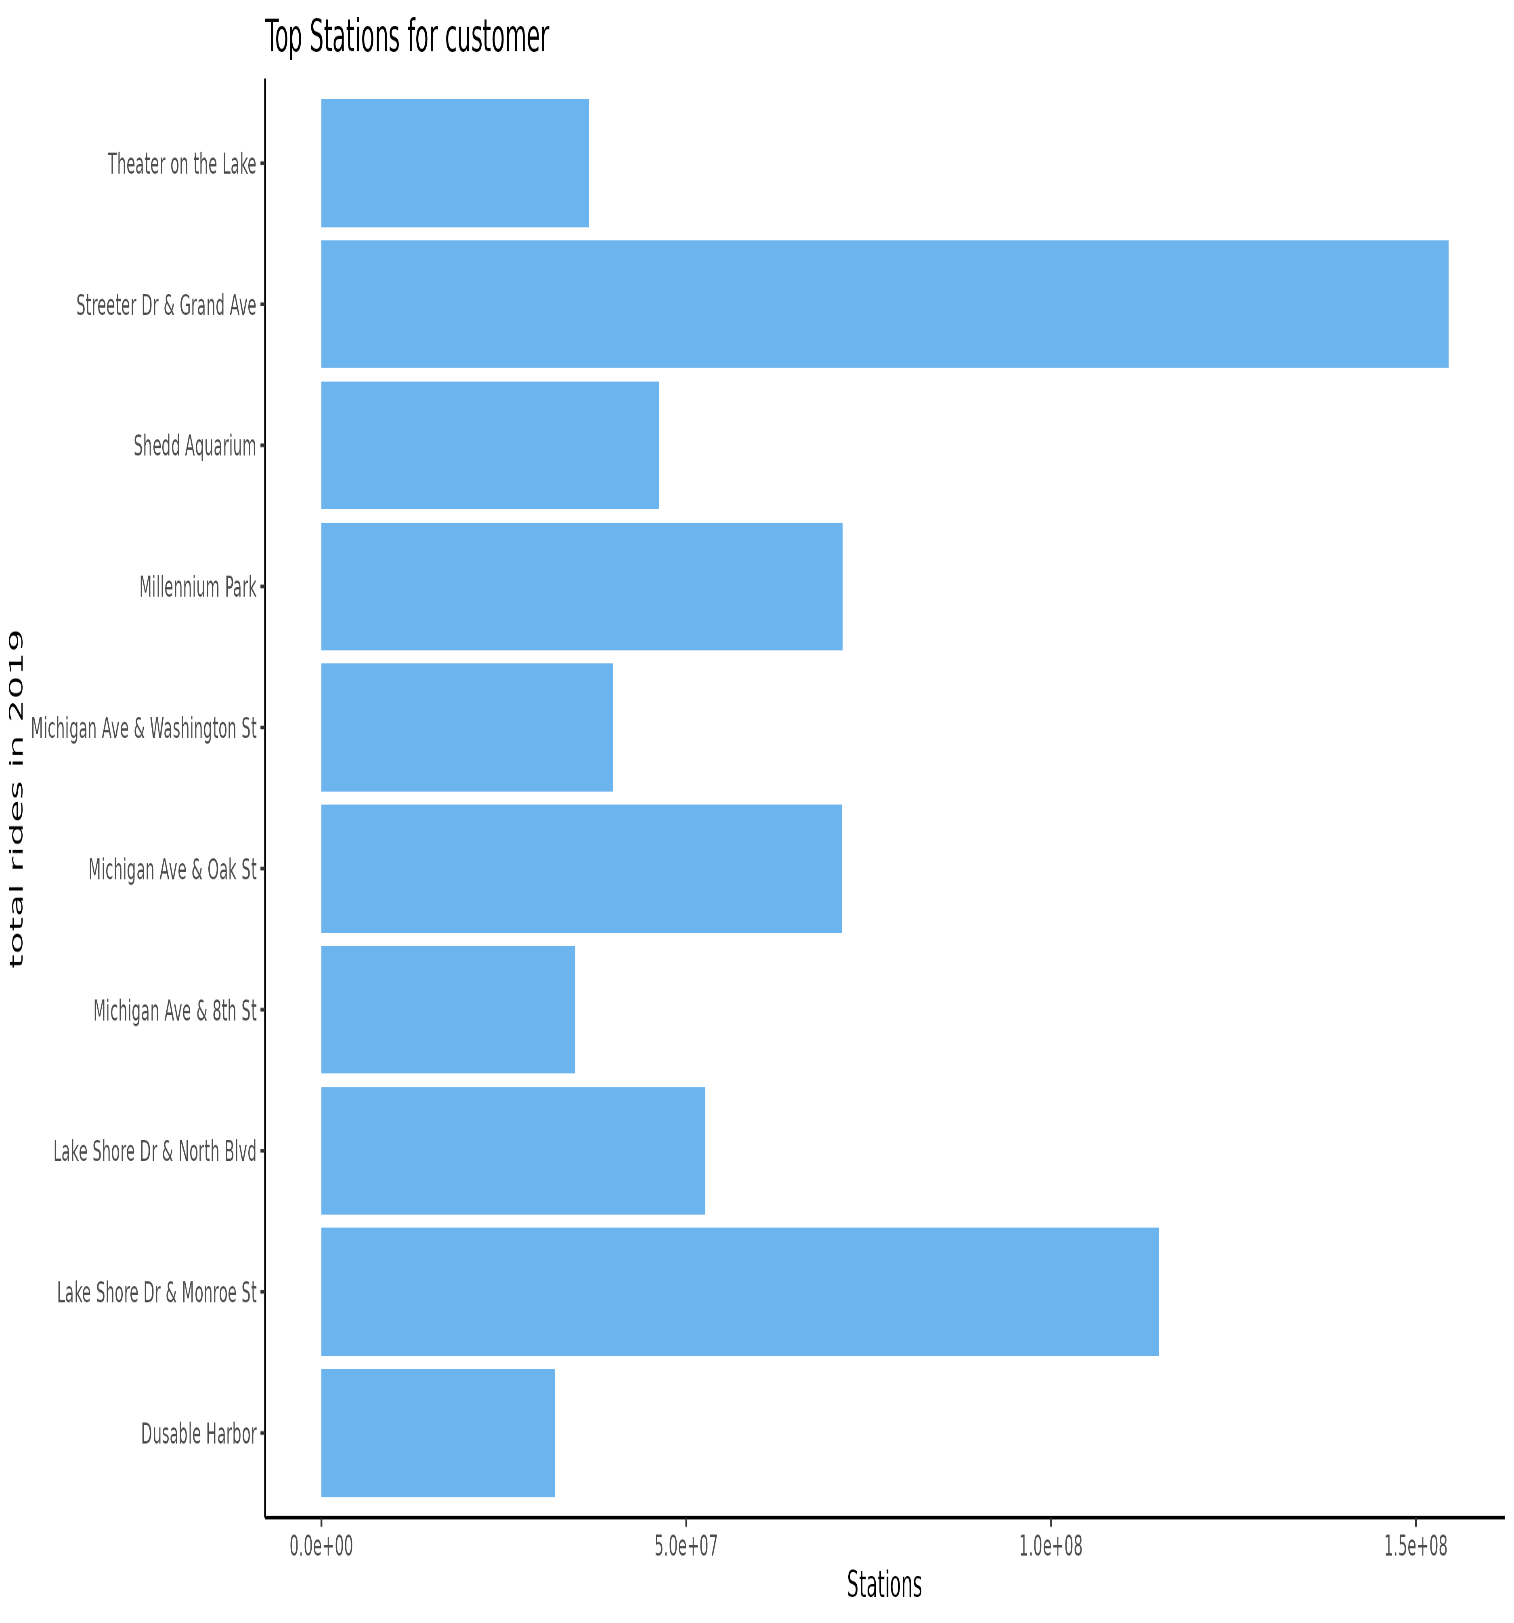 Top Stations for customer
Theater on the Lake
Streeter Dr & Grand Ave
Shedd Aquarium
Millennium Park
Michigan Ave & Washington St
Michigan Ave & Oak St
Michigan Ave & 8th St
Lake Shore Dr & North Blvd
Lake Shore Dr & Monroe St
Dusable Harbor
total rides in 2019
0.0e+00 5.0e+07 1.0e+08 1.5e+08
Stations